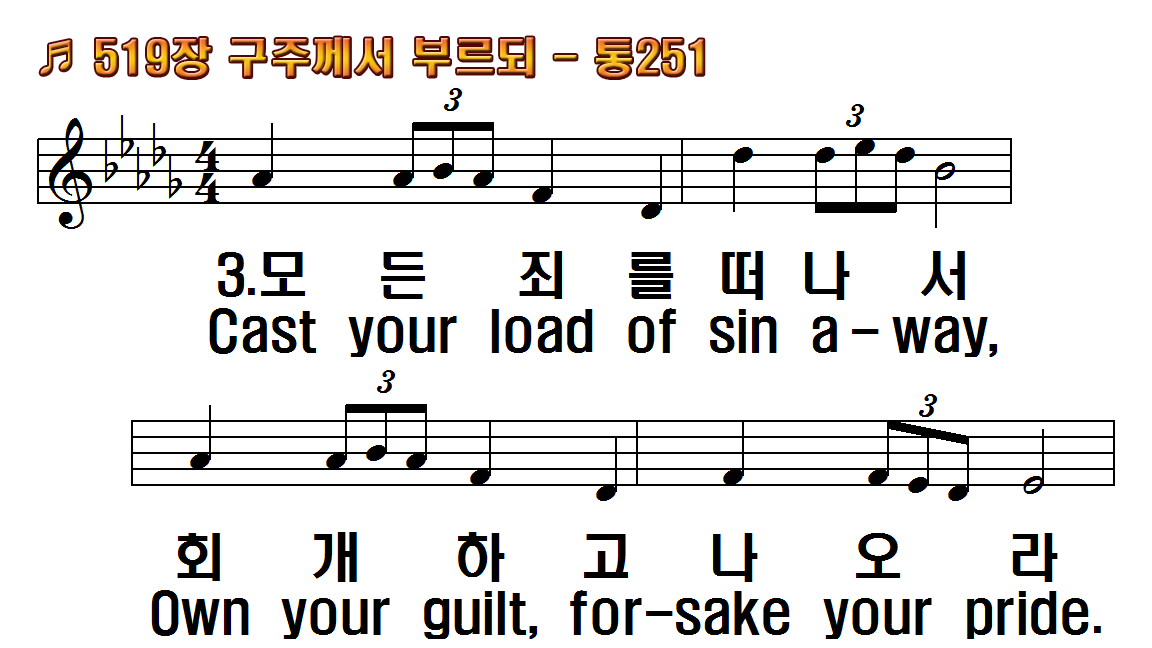 ♬ 519장 구주께서 부르되 - 통251
3 3
4
4
3.모 든 죄 를 떠 나 서
Cast your load of sin a-way,
3 3
회 개 하 고 나 오 라
Own your guilt, for-sake your pride.